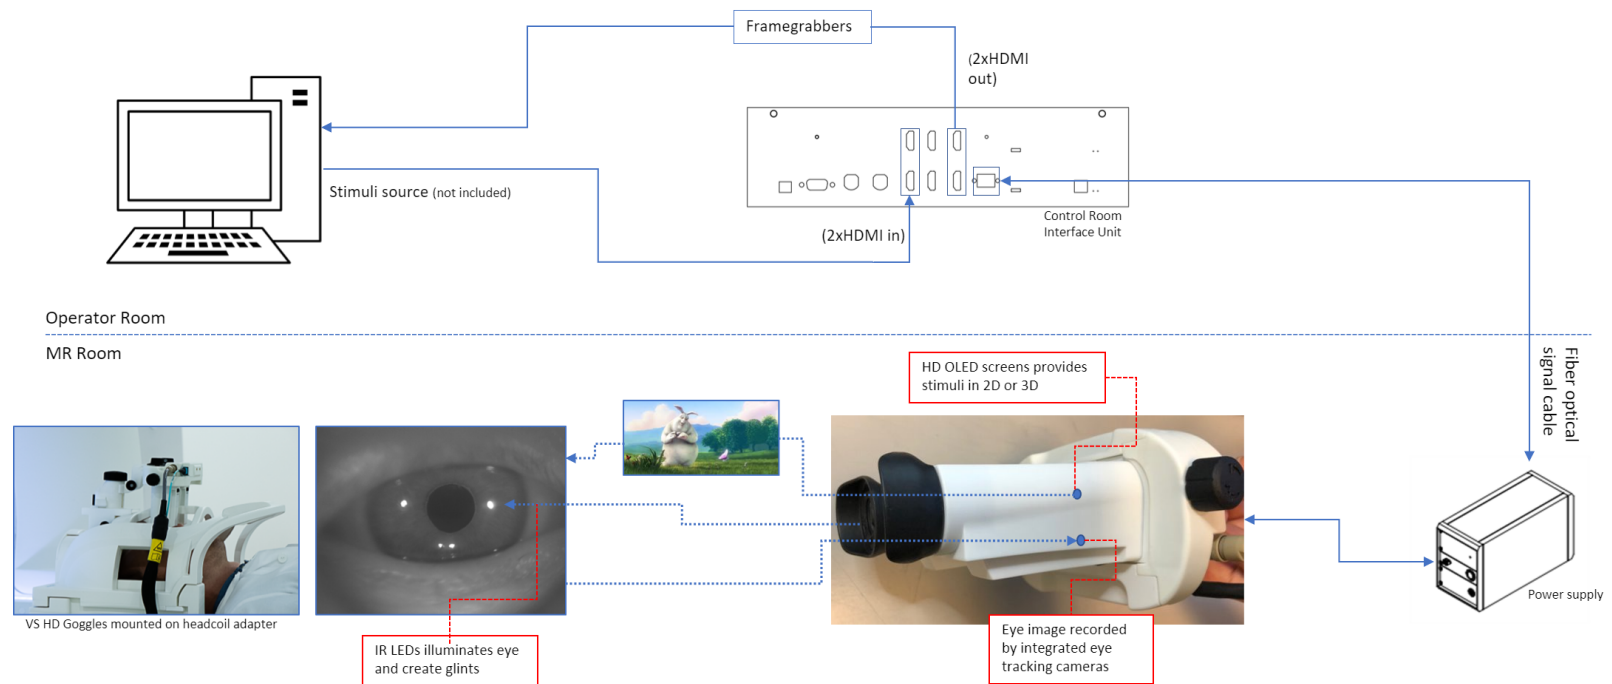 Framegrabbers
(2xHDMI
out)
Stimuli source (not included)
(2xHDMI in)
Control Room
Interface Unit
Operator Room
MR Room
Fiber optical
signal cable
HD OLED screens provides
stimuli in 2D or 3D
VS HD Goggles mounted on headcoil adapter
IR LEDs illuminates eye
and create glints
Eye image recorded
by integrated eye
tracking cameras
Power supply